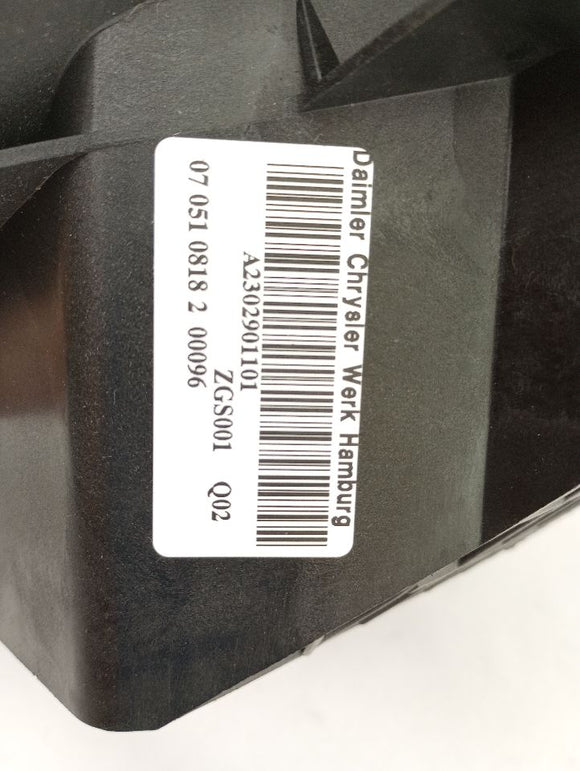 Daimler Chrysler Werk Hamburg
A2302901101
ZGS001 Q02
07 051 0818 2 00096